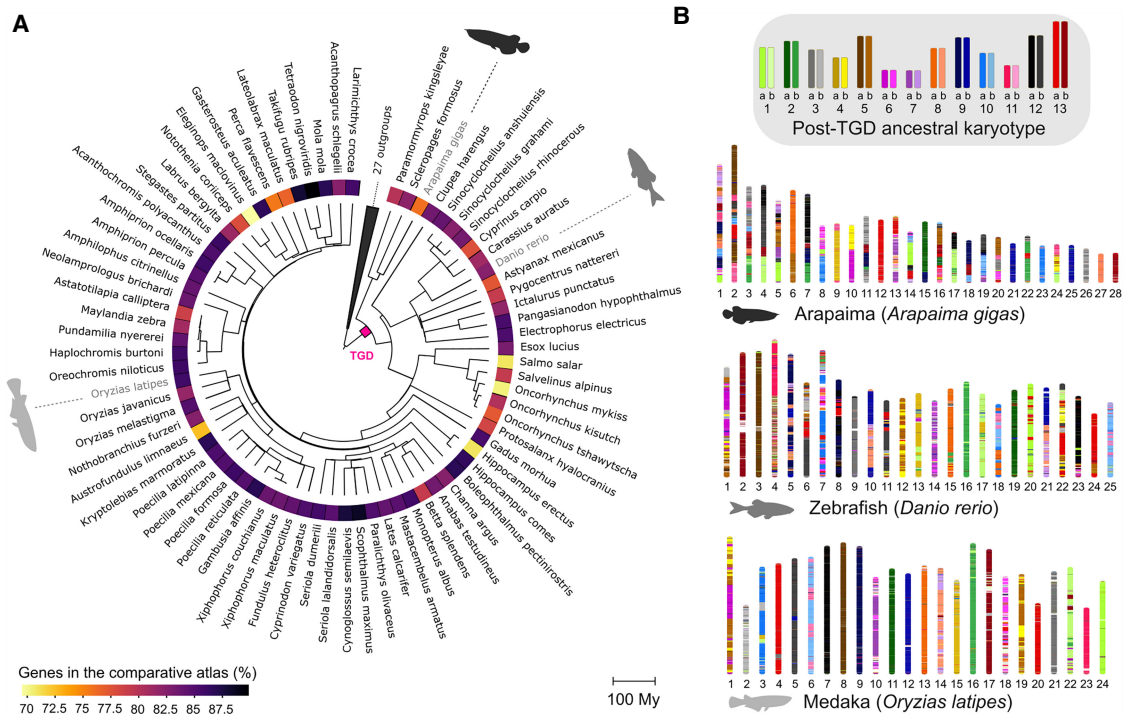 A
27 outgroups
Paramormyrops kingsleyae
Scleropages formosus
Arapaima gigas
Clupea harengus
Sinocyclocheilus anshuiensis
Sinocyclocheilus grahami
Sinocyclocheilus rhinocerous
Cyprinus carpio
Carassius auratus
Danio rerio
Astyanax mexicanus
Pygocentrus nattereri
Ictalurus punctatus
Pangasianodon hypophthalmus
Electrophorus electricus
Esox lucius
Salmo salar
Salvelinus alpinus
Oncorhynchus mykiss
Oncorhynchus kisutch
Oncorhynchus tshawytscha
Protosalanx hyalocranius
Gadus morhua
Hippocampus erectus
Hippocampus comes
Boleophthalmus pectinirostris
Channa argus
Anabas testudineus
Betta splendens
Monopterus albus
Mastacembelus armatus
Lates calcarifer
Paralichthys olivaceus
Scophthalmus maximus
Cynoglossus semilaevis
Seriola lalandidorsalis
Seriola dumerili
Cyprinodon variegatus
Fundulus heteroclitus
Xiphophorus maculatus
Xiphophorus couchianus
Gambusia affinis
Poecilia reticulata
Poecilia formosa
Poecilia mexicana
Poecilia latipinna
Kryptolebias marmoratus
Austrofundulus limnaeus
Nothobranchius furzeri
Oryzias melastigma
Oryzias javanicus
Oryzias latipes
Oreochromis niloticus
Haplochromis burtoni
Pundamilia nyererei
Maylandia zebra
Astatotilapia calliptera
Neolamprologus brichardi
Amphilophus citrinellus
Amphiprion percula
Amphiprion ocellaris
Acanthochromis polyacanthus
Stegastes partitus
Labrus bergylta
Notothenia coriiceps
Eleginops maclovinus
Gasterosteus aculeatus
Perca flavescens
Lateolabrax maculatus
Takifugu rubripes
Tetraodon nigroviridis
Mola mola
Acanthopagrus schlegelii
Larimichthys crocea
TGD
Genes in the comparative atlas (%)
70 72.5 75 77.5 80 82.5 85 87.5
100 My
B
a b a b a b a b a b a b a b a b a b a b a b a b a b
1 2 3 4 5 6 7 8 9 10 11 12 13
Post-TGD ancestral karyotype
1 2 3 4 5 6 7 8 9 10 11 12 13 14 15 16 17 18 19 20 21 22 23 24 25 26 27 28
Arapaima (Arapaima gigas)
1 2 3 4 5 6 7 8 9 10 11 12 13 14 15 16 17 18 19 20 21 22 23 24 25
Zebrafish (Danio rerio)
1 2 3 4 5 6 7 8 9 10 11 12 13 14 15 16 17 18 19 20 21 22 23 24
Medaka (Oryzias latipes)